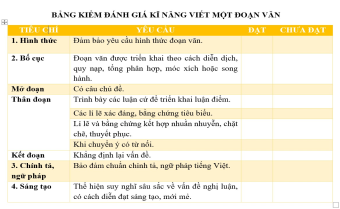 BẢNG KIỂM ĐÁNH GIÁ KĨ NĂNG VIẾT MỘT ĐOẠN VĂN
TIÊU CHÍ YÊU CẦU ĐẠT CHƯA ĐẠT
1. Hình thức Đảm bảo yêu cầu hình thức đoạn văn.
2. Bố cục Đoạn văn được triển khai theo cách diễn dịch,
quy nạp, tổng phân hợp, móc xích hoặc song
hành.
Mở đoạn Có câu chủ đề.
Thân đoạn Trình bày các luận cứ để triển khai luận điểm.
Các lí lẽ xác đáng, bằng chứng tiêu biểu.
Lí lẽ và bằng chứng kết hợp nhuần nhuyễn, chặt
chẽ, thuyết phục.
Khi chuyển ý có từ nối.
Kết đoạn Khẳng định lại vấn đề.
3. Chính tả, Bảo đảm chuẩn chính tả, ngữ pháp tiếng Việt.
ngữ pháp
4. Sáng tạo Thể hiện suy nghĩ sâu sắc về vấn đề nghị luận,
có cách diễn đạt sáng tạo, mới mẻ.